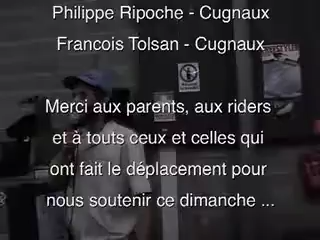 Philippe Ripoche - Cugnaux
Francois Tolsan - Cugnaux
Merci aux parents, aux riders
et à touts ceux et celles qui
ont fait le déplacement pour
nous soutenir ce dimanche ...